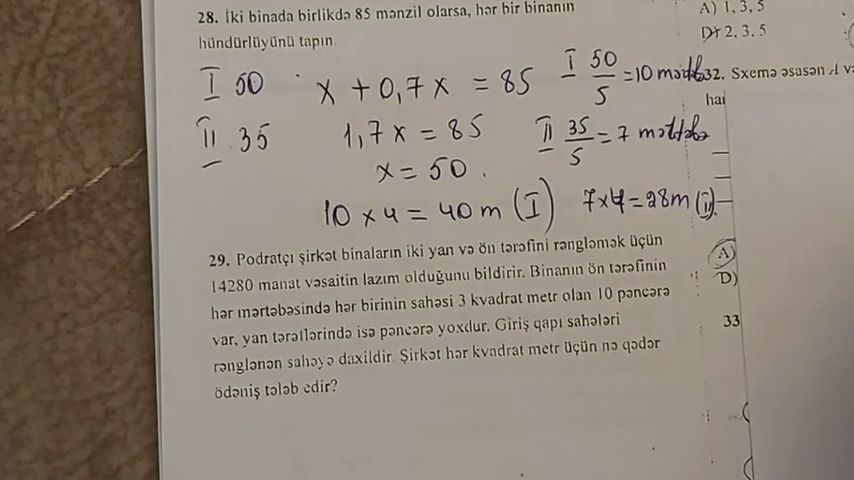 28. İki binada birlikdə 85 mənzil olarsa, hər bir binanın
hündürlüyünü tapın.
I 50
II 35
x + 0,7x = 85
1,7x = 85
x = 50.
I 50/5 = 10 mərtəbə
II 35/5 = 7 mərtəbə
10 x 4 = 40 m (I)
7x4 = 28m (II).
29. Podratçı şirkət binaların iki yan və ön tərəfini rəngləmək üçün
14280 manat vəsaitin lazım olduğunu bildirir. Binanın ön tərəfinin
hər mərtəbəsində hər birinin sahəsi 3 kvadrat metr olan 10 pəncərə
var, yan tərəflərində isə pəncərə yoxdur. Giriş qapı sahələri
rənglənən sahəyə daxildir. Şirkət hər kvadrat metr üçün nə qədər
ödəniş tələb edir?
A) 1, 3, 5
D) 2, 3, 5
32. Sxemə əsasən A və
A)
D)
33